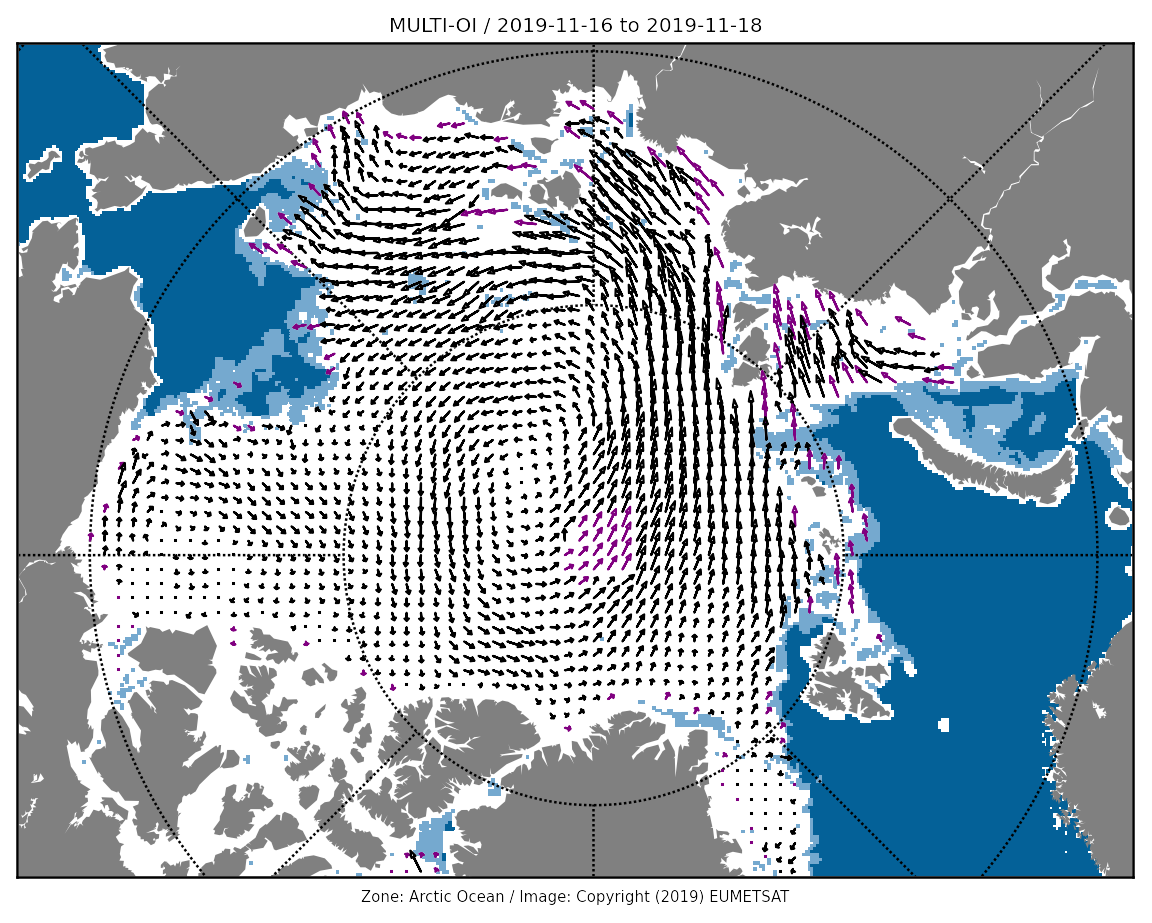 MULTI-OI / 2019-11-16 to 2019-11-18
Zone: Arctic Ocean / Image: Copyright (2019) EUMETSAT